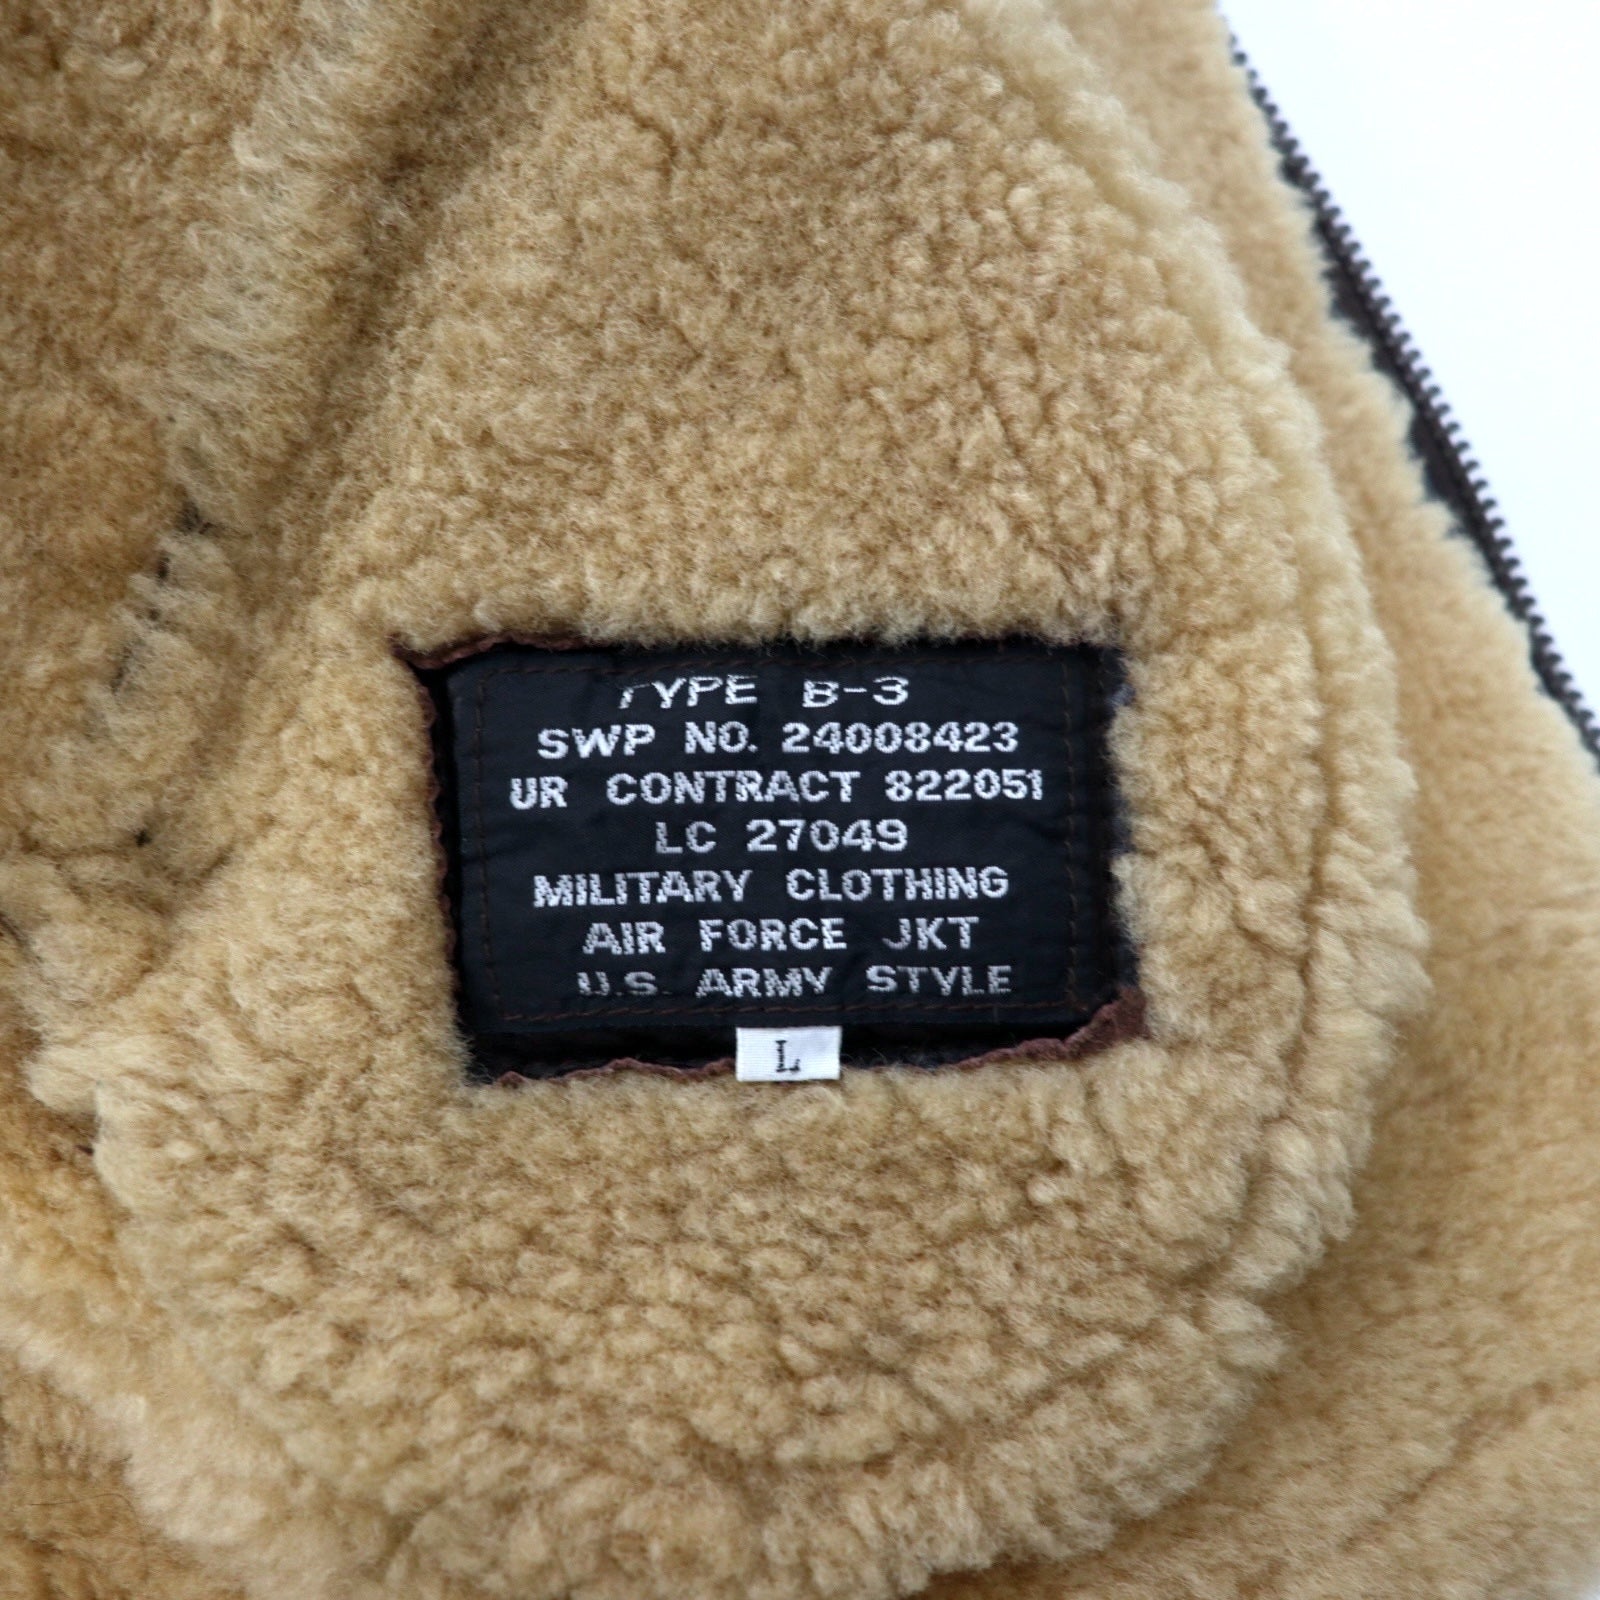 TYPE B-3
SWP NO. 24008423
UR CONTRACT 822051
LC 27049
MILITARY CLOTHING
AIR FORCE JKT
U.S. ARMY STYLE
L